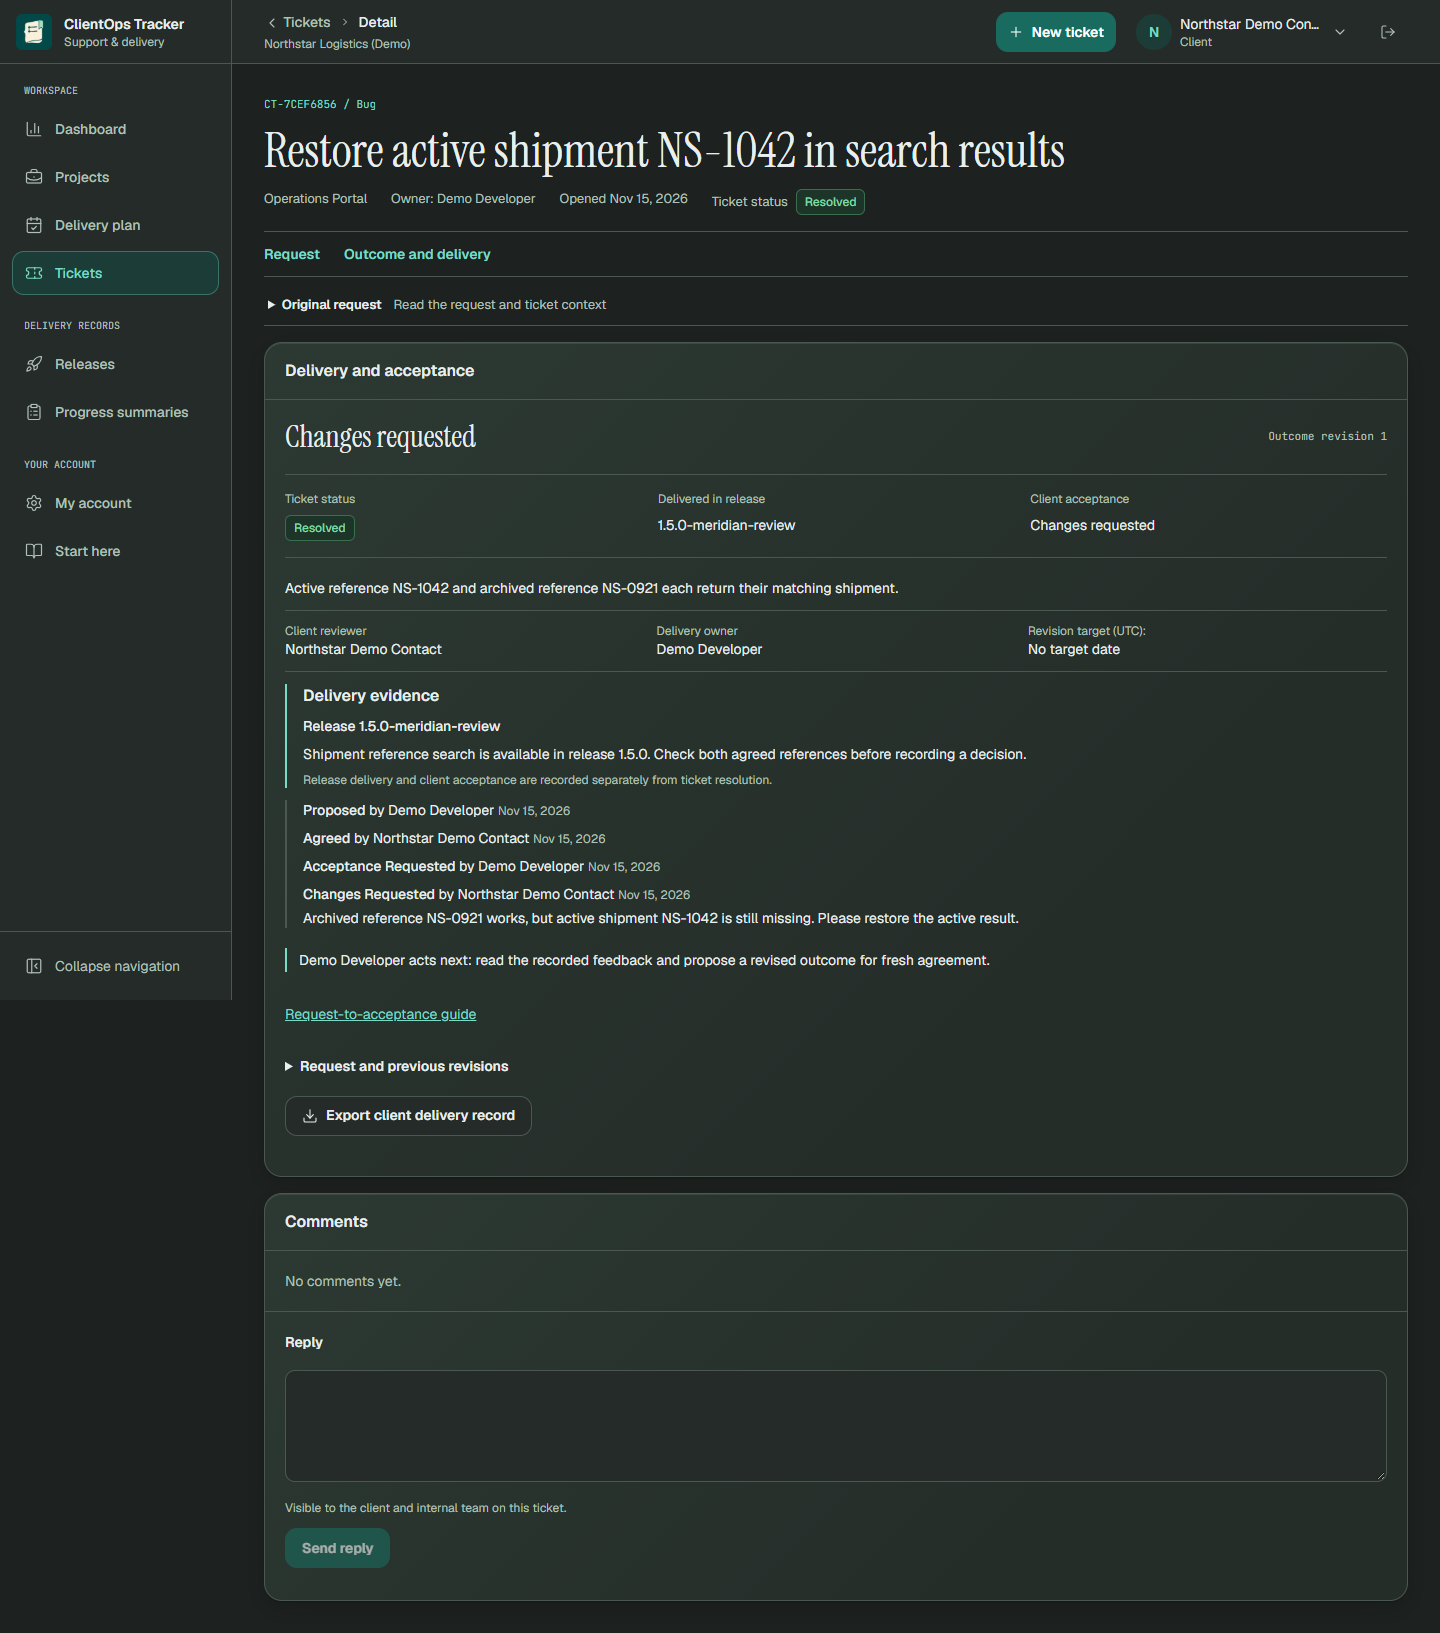 ClientOps Tracker
Support & delivery
WORKSPACE
Dashboard
Projects
Delivery plan
Tickets
DELIVERY RECORDS
Releases
Progress summaries
YOUR ACCOUNT
My account
Start here
Collapse navigation
Tickets > Detail
Northstar Logistics (Demo)
New ticket
N
Northstar Demo Con...
Client
CT-7CEF6856 / Bug
Restore active shipment NS-1042 in search results
Operations Portal Owner: Demo Developer Opened Nov 15, 2026 Ticket status Resolved
Request Outcome and delivery
Original request Read the request and ticket context
Delivery and acceptance
Changes requested Outcome revision 1
Ticket status Delivered in release Client acceptance
Resolved 1.5.0-meridian-review Changes requested
Active reference NS-1042 and archived reference NS-0921 each return their matching shipment.
Client reviewer Delivery owner Revision target (UTC):
Northstar Demo Contact Demo Developer No target date
Delivery evidence
Release 1.5.0-meridian-review
Shipment reference search is available in release 1.5.0. Check both agreed references before recording a decision.
Release delivery and client acceptance are recorded separately from ticket resolution.
Proposed by Demo Developer Nov 15, 2026
Agreed by Northstar Demo Contact Nov 15, 2026
Acceptance Requested by Demo Developer Nov 15, 2026
Changes Requested by Northstar Demo Contact Nov 15, 2026
Archived reference NS-0921 works, but active shipment NS-1042 is still missing. Please restore the active result.
Demo Developer acts next: read the recorded feedback and propose a revised outcome for fresh agreement.
Request-to-acceptance guide
Request and previous revisions
Export client delivery record
Comments
No comments yet.
Reply
Visible to the client and internal team on this ticket.
Send reply